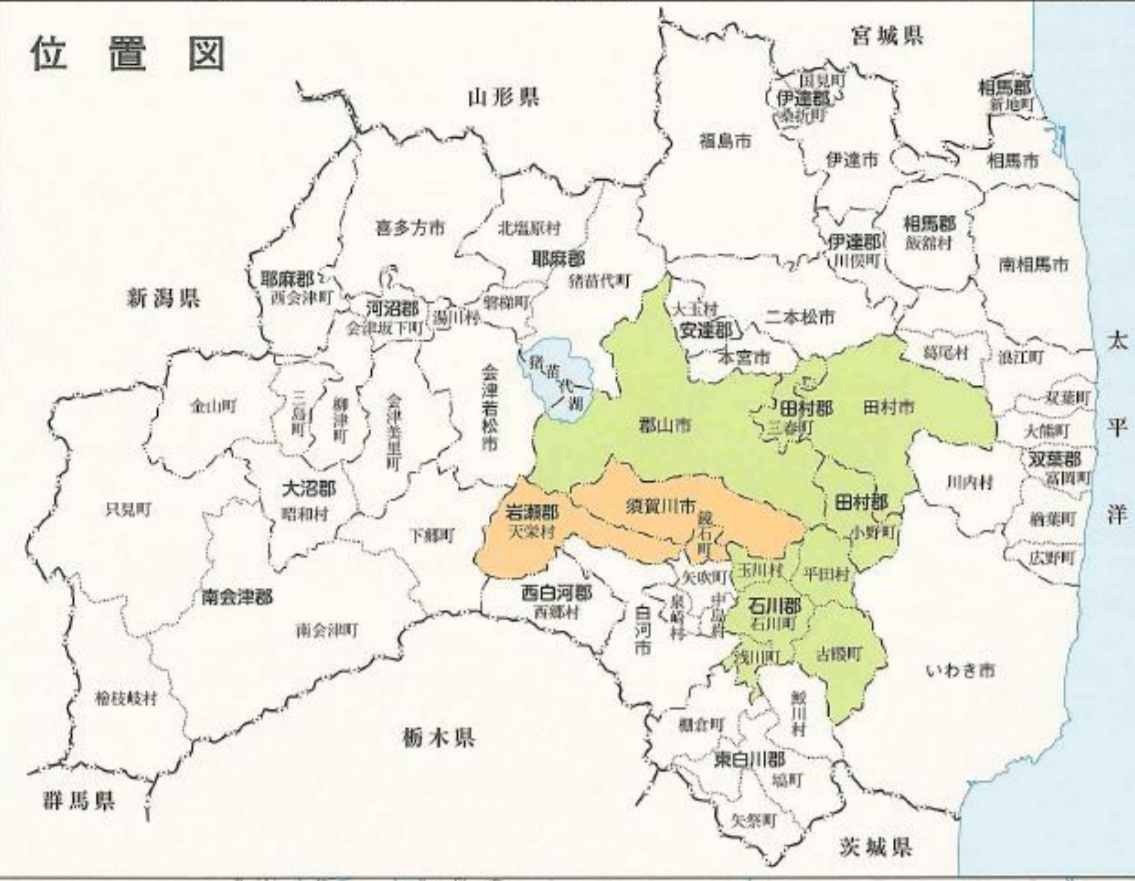 位置図
宮城県
山形県
国見町
伊達郡
桑折町
相馬郡
新地町
福島市
伊達市
相馬市
喜多方市
北塩原村
耶麻郡
猪苗代町
磐梯町
伊達郡
川俣町
相馬郡
飯舘村
南相馬市
新潟県
耶麻郡
西会津町
河沼郡
会津坂下町
湯川村
大玉村
安達郡
二本松市
本宮市
葛尾村
浪江町
猪苗代湖
会津若松市
金山町
三島町
柳津町
会津美里町
郡山市
田村郡
三春町
田村市
双葉町
大熊町
双葉郡
富岡町
川内村
楢葉町
広野町
太平洋
只見町
大沼郡
昭和村
下郷町
岩瀬郡
天栄村
須賀川市
鏡石町
田村郡
小野町
南会津郡
南会津町
西白河郡
西郷村
白河市
矢吹町
泉崎村
中島村
玉川村
平田村
石川郡
石川町
浅川町
古殿町
いわき市
檜枝岐村
栃木県
棚倉町
鮫川村
東白川郡
塙町
矢祭町
群馬県
茨城県